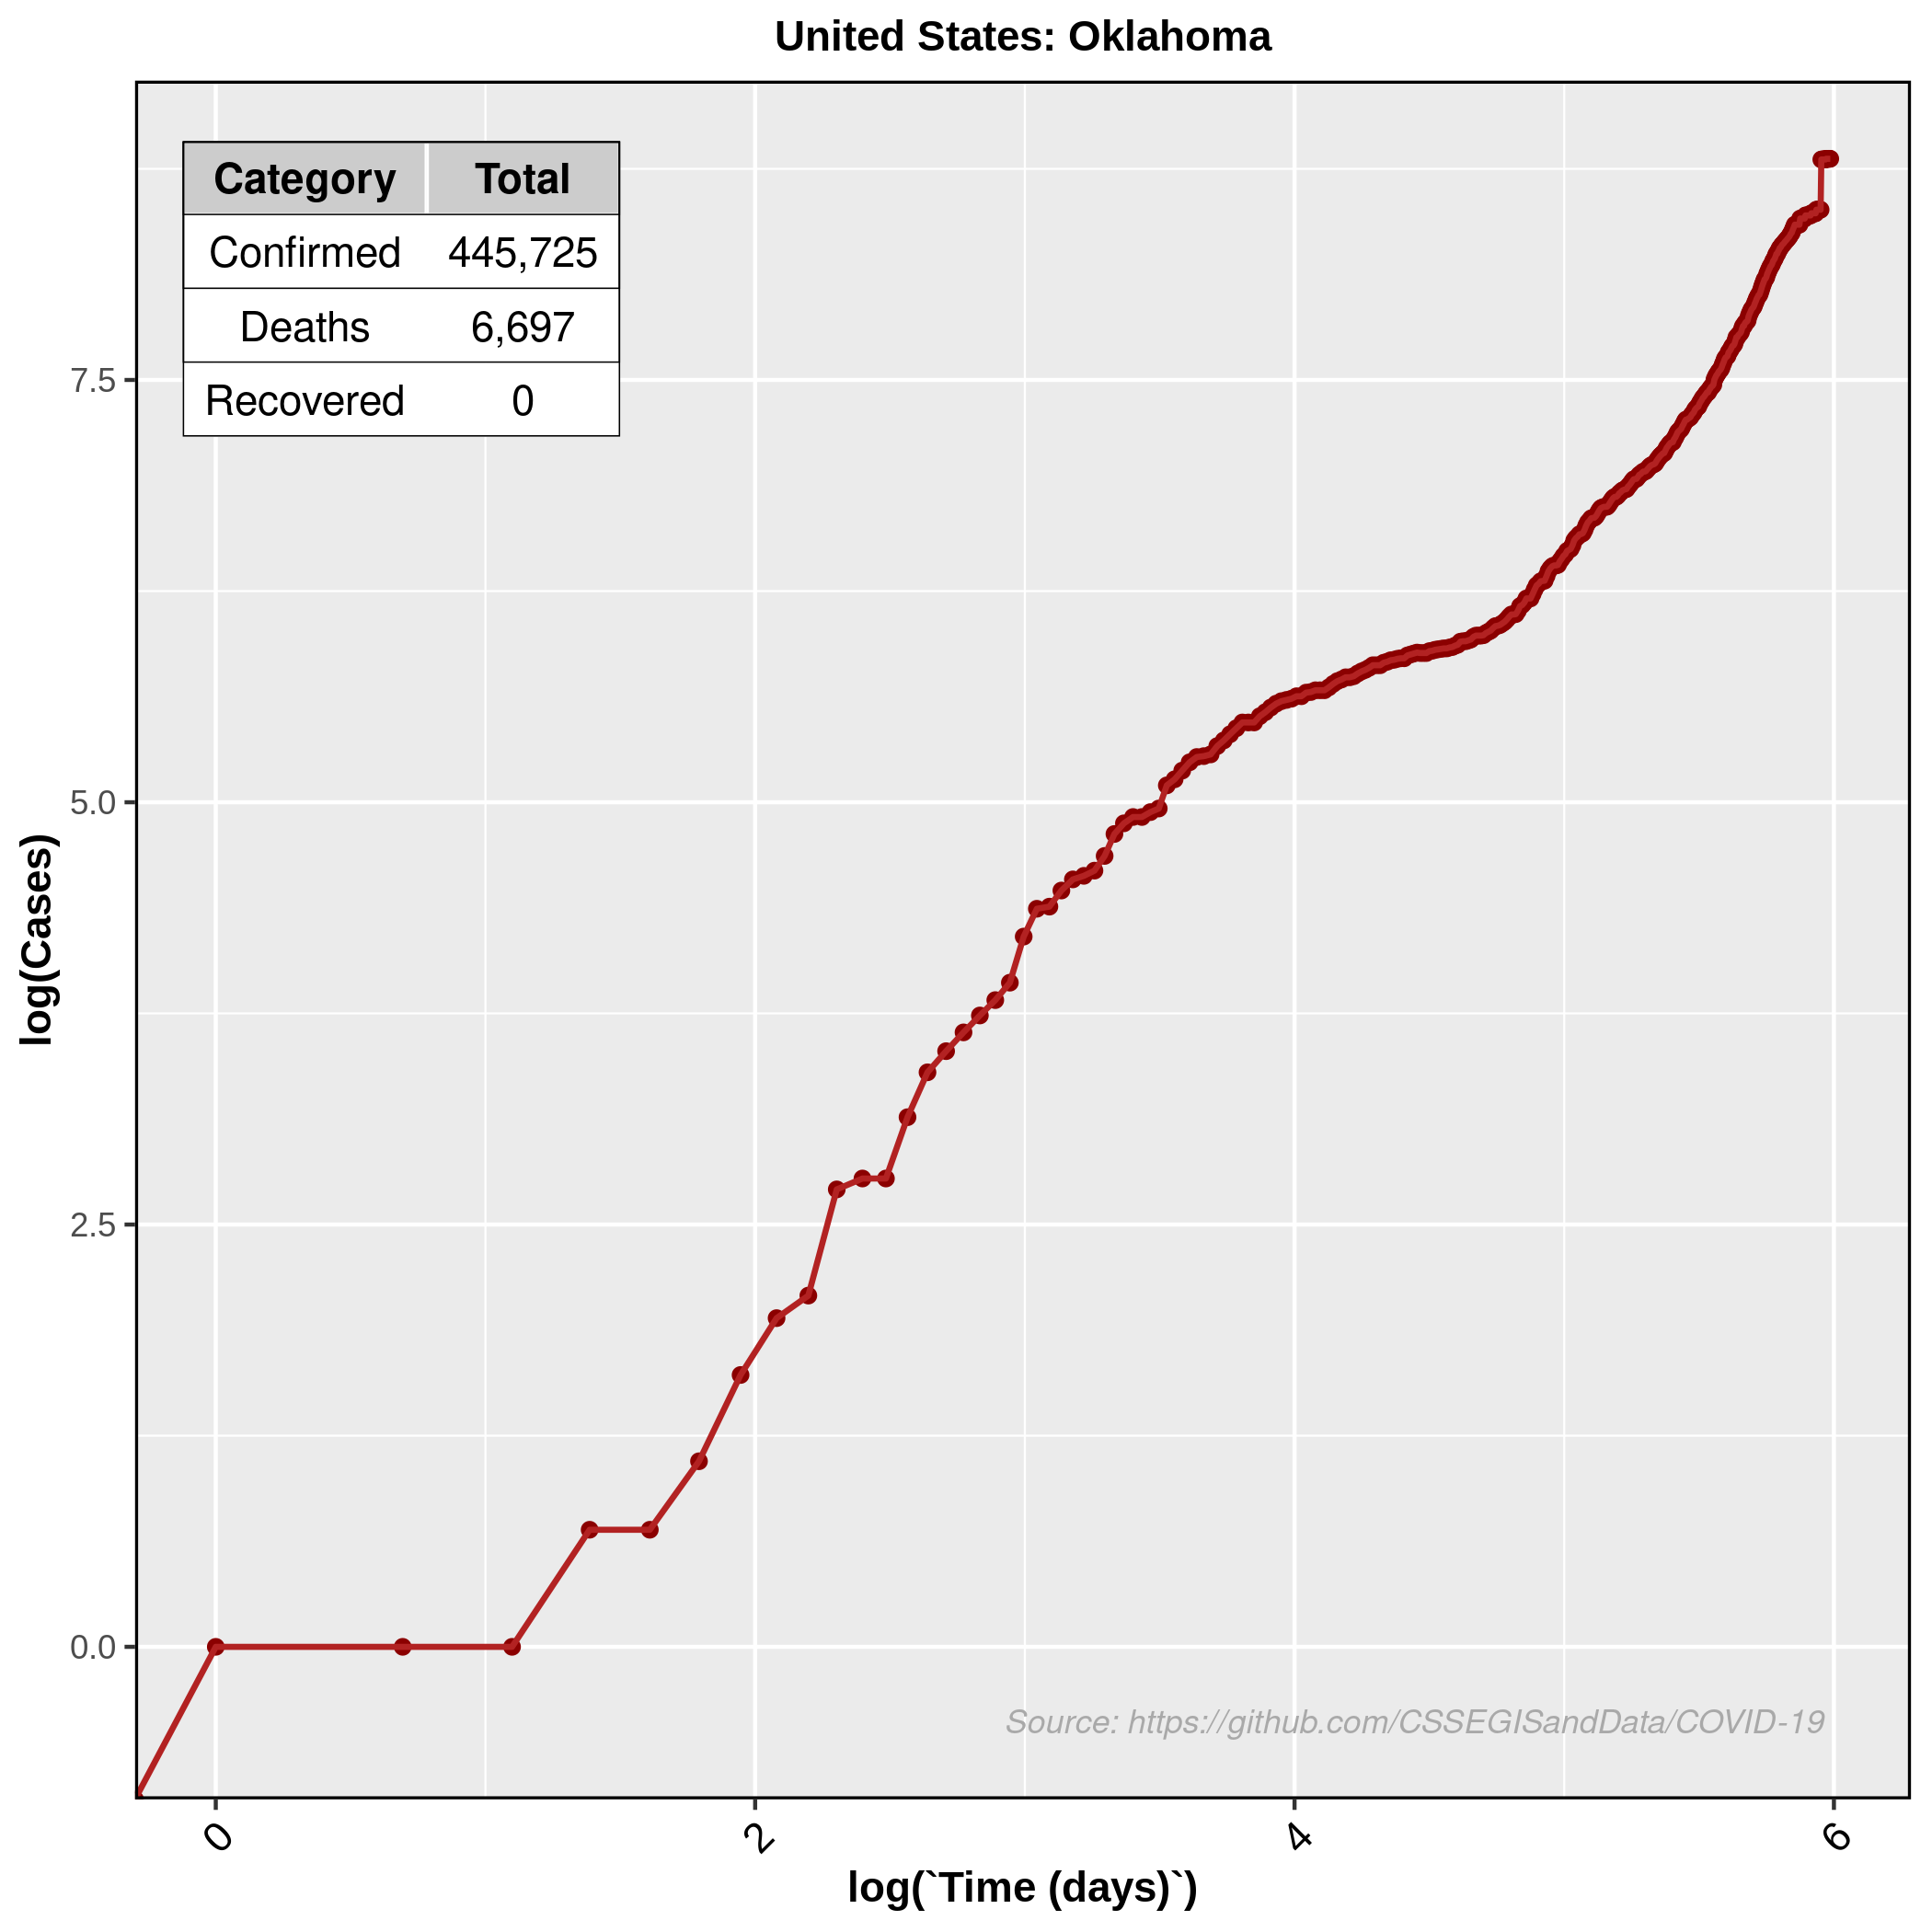 United States: Oklahoma
Category Total
Confirmed 445,725
Deaths 6,697
Recovered 0
7.5
5.0
2.5
0.0
log(Cases)
Source: https://github.com/CSSEGISandData/COVID-19
0 2 4 6
log(`Time (days)`)